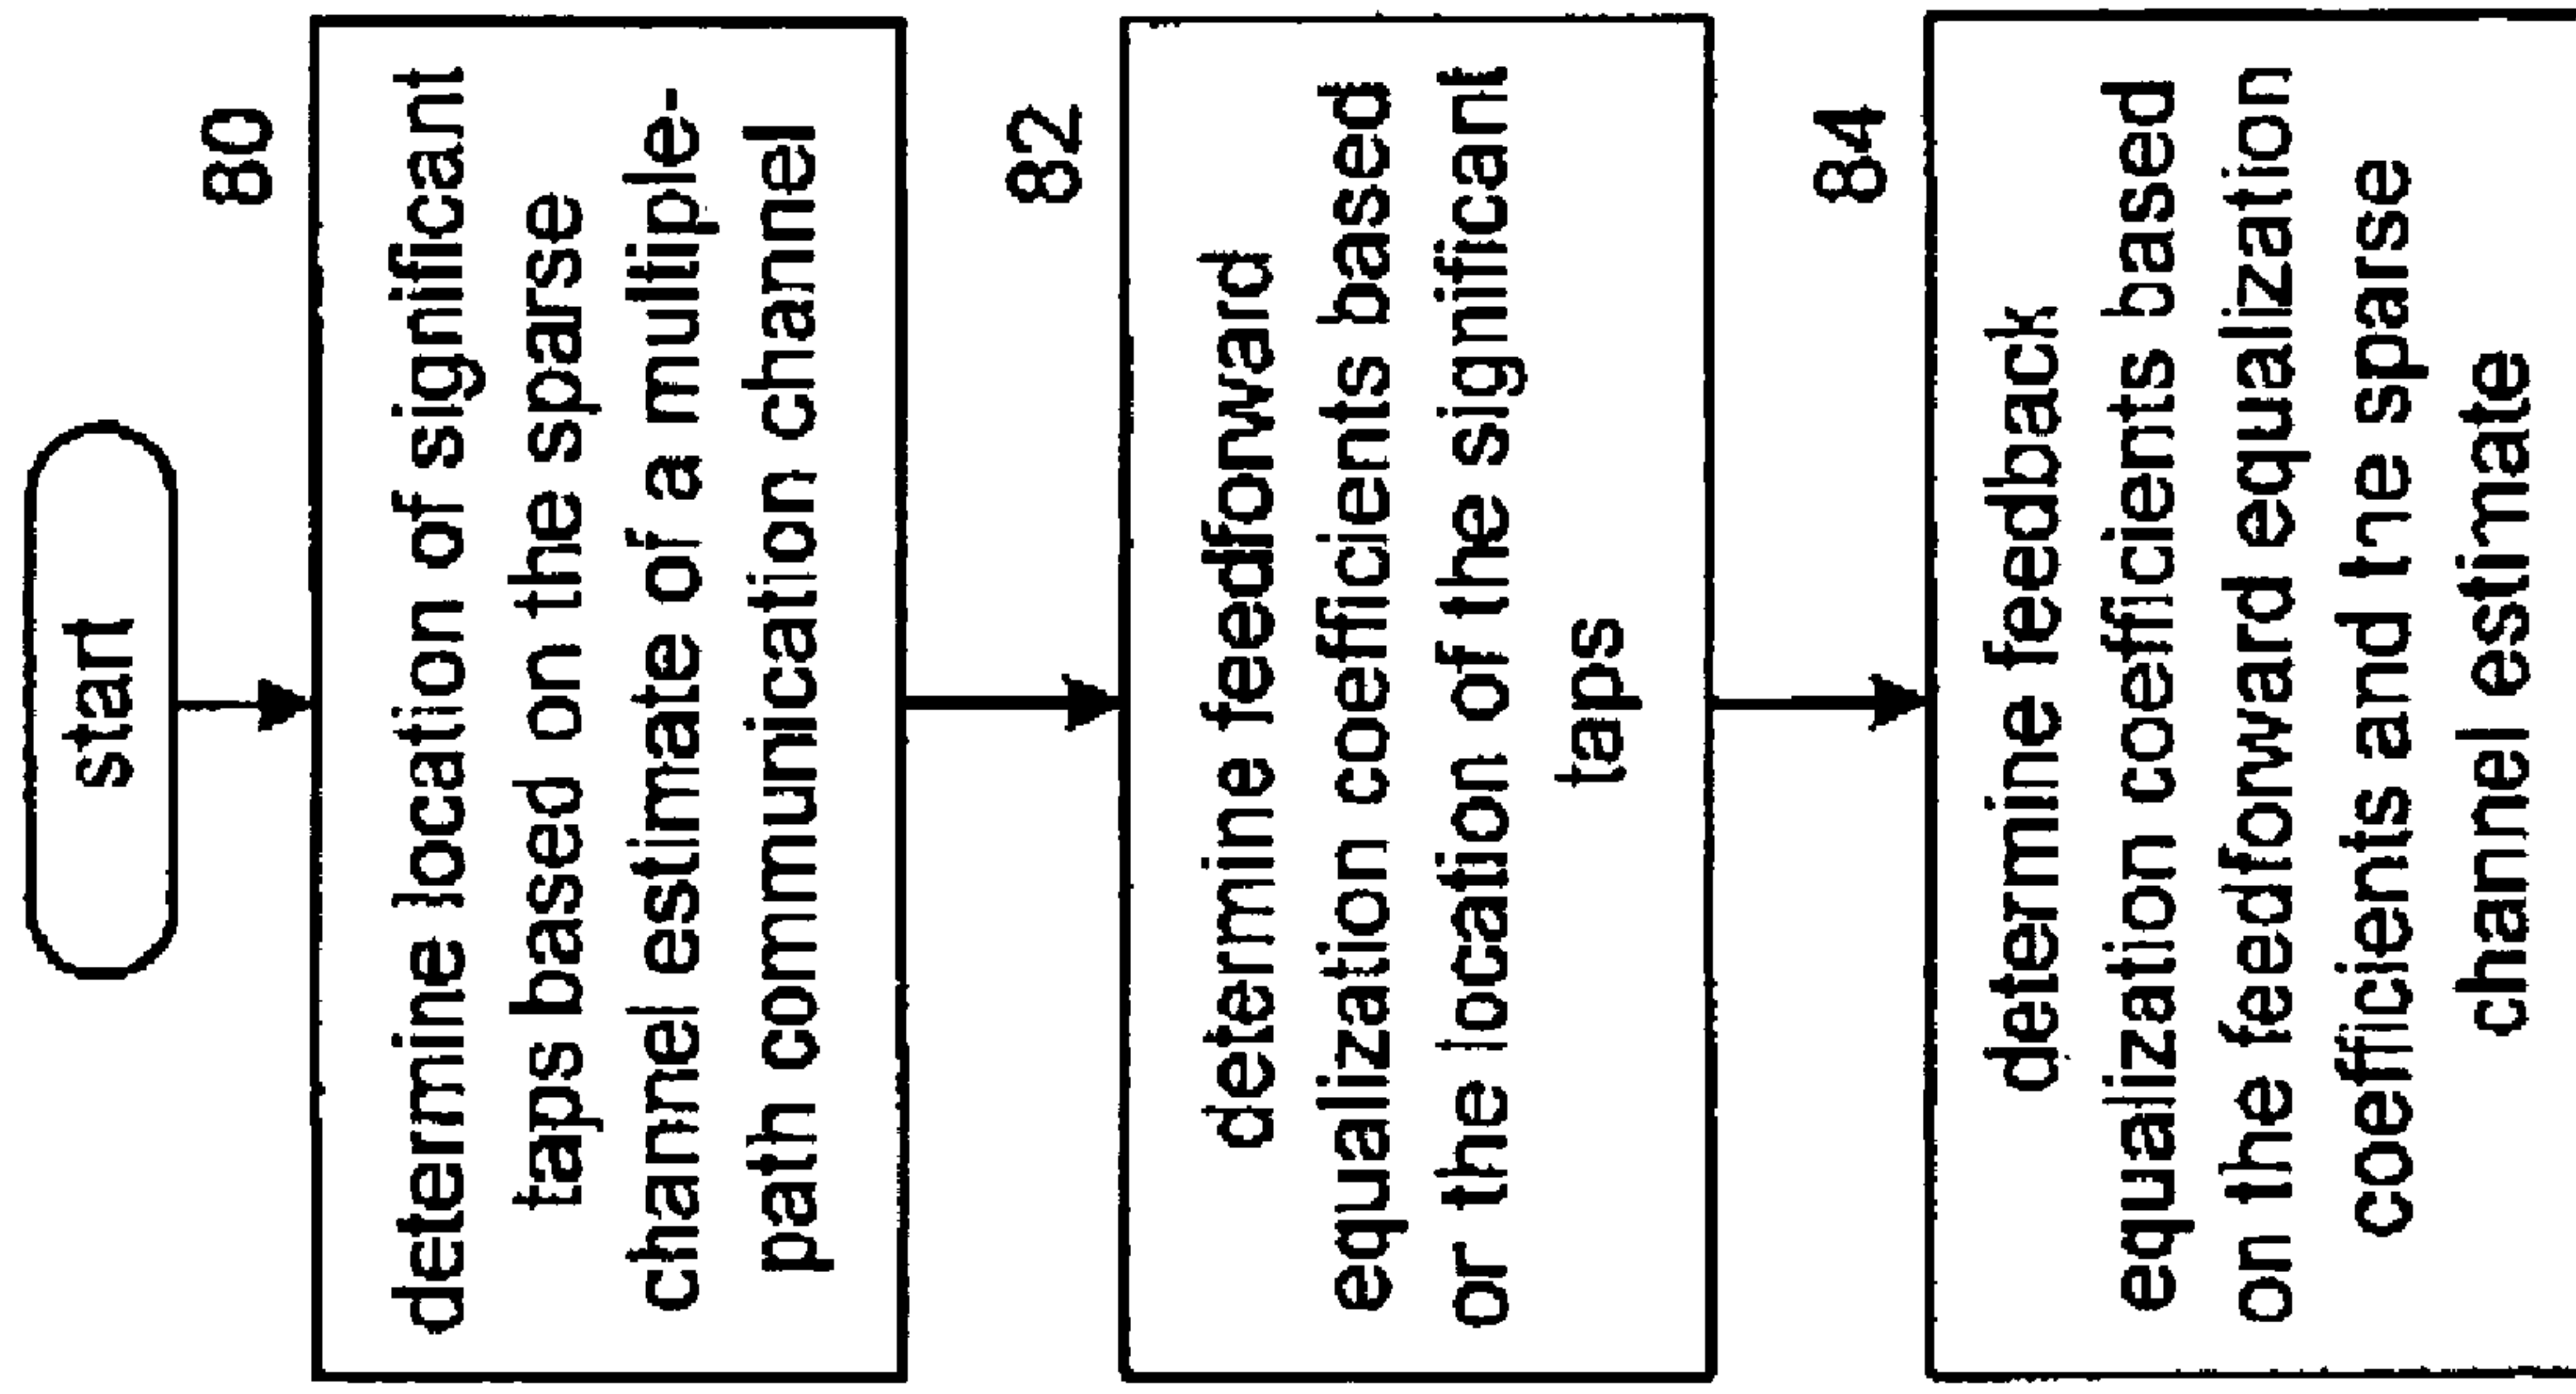 start
80
determine location of significant
taps based on the sparse
channel estimate of a multiple-
path communication channel
82
determine feedforward
equalization coefficients based
or the location of the significant
taps
84
determine feedback
equalization coefficients based
on the feedforward equalization
coefficients and the sparse
channel estimate